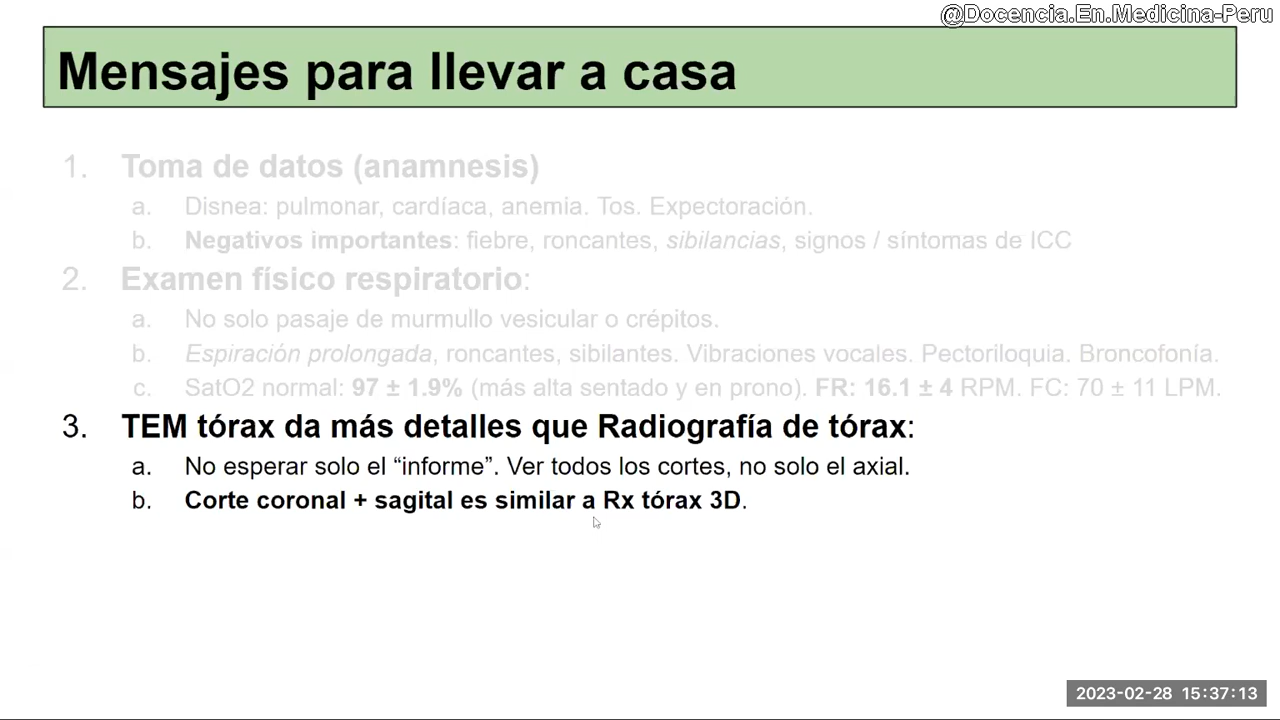 @Docencia.En.Medicina-Peru
Mensajes para llevar a casa
1. Toma de datos (anamnesis)
a. Disnea: pulmonar, cardíaca, anemia. Tos. Expectoración.
b. Negativos importantes: fiebre, roncantes, sibilancias, signos / síntomas de ICC
2. Examen físico respiratorio:
a. No solo pasaje de murmullo vesicular o crépitos.
b. Espiración prolongada, roncantes, sibilantes. Vibraciones vocales. Pectoriloquia. Broncofonía.
c. SatO2 normal: 97 ± 1.9% (más alta sentado y en prono). FR: 16.1 ± 4 RPM. FC: 70 ± 11 LPM.
3. TEM tórax da más detalles que Radiografía de tórax:
a. No esperar solo el “informe”. Ver todos los cortes, no solo el axial.
b. Corte coronal + sagital es similar a Rx tórax 3D.
2023-02-28 15:37:13